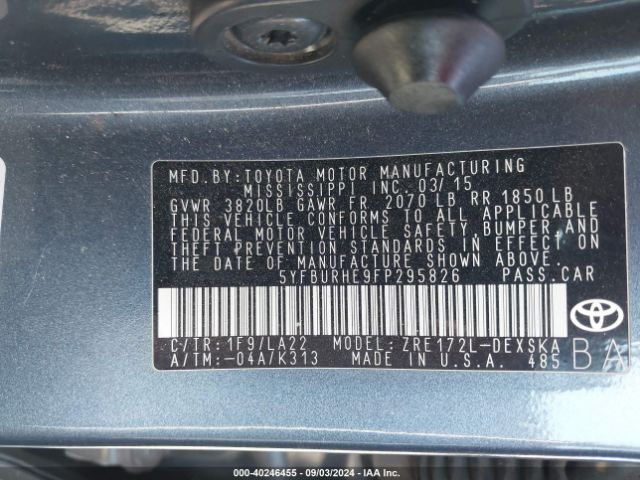 MFD.BY:TOYOTA MOTOR MANUFACTURING
MISSISSIPPI INC. 03/15
GVWR 3820LB GAWR FR. 2070 LB RR 1850 LB
THIS VEHICLE CONFORMS TO ALL APPLICABLE
FEDERAL MOTOR VEHICLE SAFETY, BUMPER, AND
THEFT PREVENTION STANDARDS IN EFFECT ON
THE DATE OF MANUFACTURE SHOWN ABOVE.
5YFBURHE9FP295826 PASS.CAR
C/TR:1F9/LA22 MODEL: ZRE172L-DEXSKA
A/TM:-04A/K313 MADE IN U.S.A. 485 BA
000-40246455 - 09/03/2024 - IAA Inc.